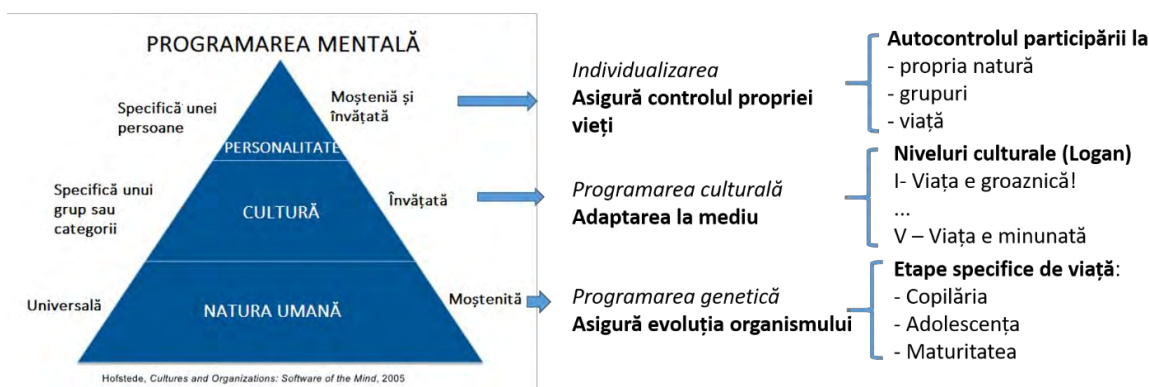 PROGRAMAREA MENTALĂ
Specifică unei
persoane
Moștenită și
învățată
PERSONALITATE
Specifică unui
grup sau
categorii
CULTURĂ
Învățată
Universală
NATURA UMANĂ
Moștenită
Hofstede, Cultures and Organizations: Software of the Mind, 2005
Individualizarea
Asigură controlul propriei
vieți
Programarea culturală
Adaptarea la mediu
Programarea genetică
Asigură evoluția organismului
Autocontrolul participării la
- propria natură
- grupuri
- viață
Niveluri culturale (Logan)
I- Viața e groaznică!
...
V – Viața e minunată
Etape specifice de viață:
- Copilăria
- Adolescența
- Maturitatea